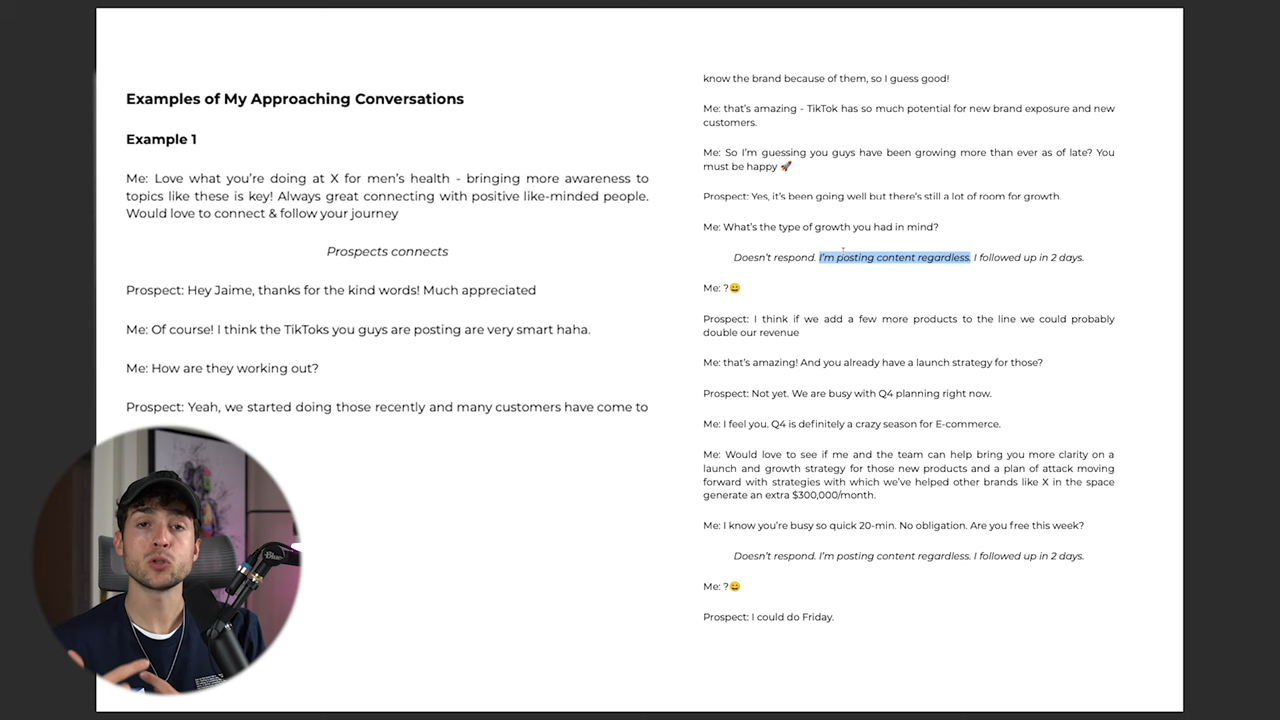 Examples of My Approaching Conversations
Example 1
Me: Love what you're doing at X for men's health - bringing more awareness to
topics like these is key! Always great connecting with positive like-minded people.
Would love to connect & follow your journey
Prospects connects
Prospect: Hey Jaime, thanks for the kind words! Much appreciated
Me: Of course! I think the TikToks you guys are posting are very smart haha.
Me: How are they working out?
Prospect: Yeah, we started doing those recently and many customers have come to
know the brand because of them, so I guess good!
Me: that's amazing - TikTok has so much potential for new brand exposure and new
customers.
Me: So I'm guessing you guys have been growing more than ever as of late? You
must be happy 🚀
Prospect: Yes, it's been going well but there's still a lot of room for growth.
Me: What's the type of growth you had in mind?
Doesn't respond. I'm posting content regardless. I followed up in 2 days.
Me: ?😄
Prospect: I think if we add a few more products to the line we could probably
double our revenue
Me: that's amazing! And you already have a launch strategy for those?
Prospect: Not yet. We are busy with Q4 planning right now.
Me: I feel you. Q4 is definitely a crazy season for E-commerce.
Me: Would love to see if me and the team can help bring you more clarity on a
launch and growth strategy for those new products and a plan of attack moving
forward with strategies with which we've helped other brands like X in the space
generate an extra $300,000/month.
Me: I know you're busy so quick 20-min. No obligation. Are you free this week?
Doesn't respond. I'm posting content regardless. I followed up in 2 days.
Me: ?😄
Prospect: I could do Friday.
Blue